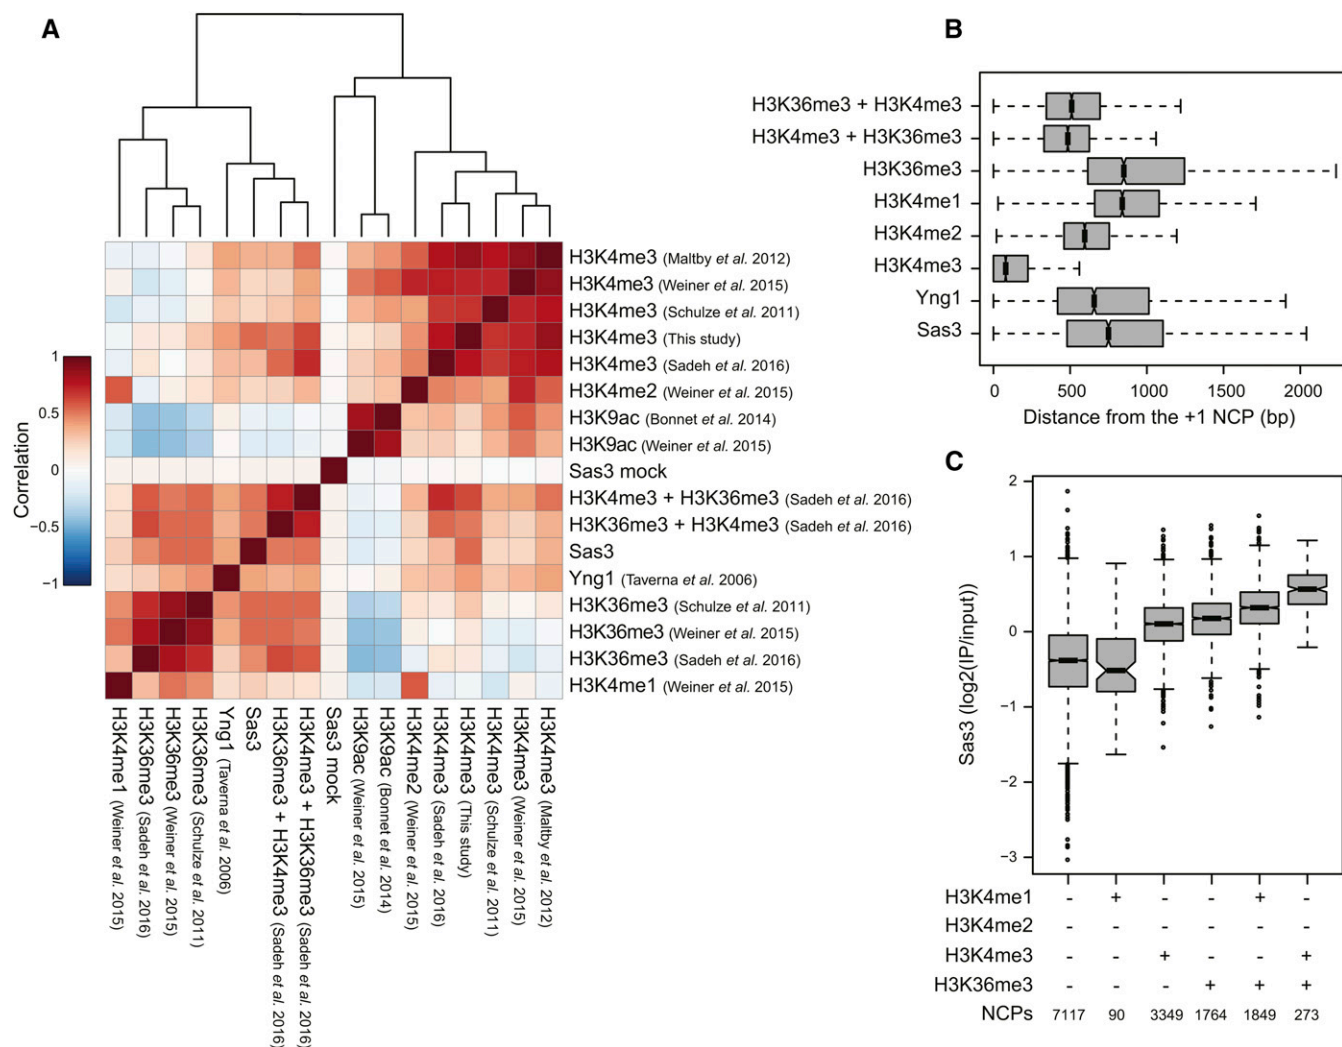 A
H3K4me3 (Maltby et al. 2012)
H3K4me3 (Weiner et al. 2015)
H3K4me3 (Schulze et al. 2011)
H3K4me3 (This study)
H3K4me3 (Sadeh et al. 2016)
H3K4me2 (Weiner et al. 2015)
H3K9ac (Bonnet et al. 2014)
H3K9ac (Weiner et al. 2015)
Sas3 mock
H3K4me3 + H3K36me3 (Sadeh et al. 2016)
H3K36me3 + H3K4me3 (Sadeh et al. 2016)
Sas3
Yng1 (Taverna et al. 2006)
H3K36me3 (Schulze et al. 2011)
H3K36me3 (Weiner et al. 2015)
H3K36me3 (Sadeh et al. 2016)
H3K4me1 (Weiner et al. 2015)
Correlation
1
0.5
0
−0.5
−1
H3K4me1 (Weiner et al. 2015)
H3K36me3 (Sadeh et al. 2016)
H3K36me3 (Weiner et al. 2015)
H3K36me3 (Schulze et al. 2011)
Yng1 (Taverna et al. 2006)
Sas3
H3K36me3 + H3K4me3 (Sadeh et al. 2016)
H3K4me3 + H3K36me3 (Sadeh et al. 2016)
Sas3 mock
H3K9ac (Weiner et al. 2015)
H3K9ac (Bonnet et al. 2014)
H3K4me2 (Weiner et al. 2015)
H3K4me3 (Sadeh et al. 2016)
H3K4me3 (This study)
H3K4me3 (Schulze et al. 2011)
H3K4me3 (Weiner et al. 2015)
H3K4me3 (Maltby et al. 2012)
B
H3K36me3 + H3K4me3
H3K4me3 + H3K36me3
H3K36me3
H3K4me1
H3K4me2
H3K4me3
Yng1
Sas3
0 500 1000 1500 2000
Distance from the +1 NCP (bp)
C
Sas3 (log2(IP/input))
2
1
0
−1
−2
−3
H3K4me1 - + - - + -
H3K4me2 - - - - - -
H3K4me3 - - + - - +
H3K36me3 - - - + + +
NCPs 7117 90 3349 1764 1849 273